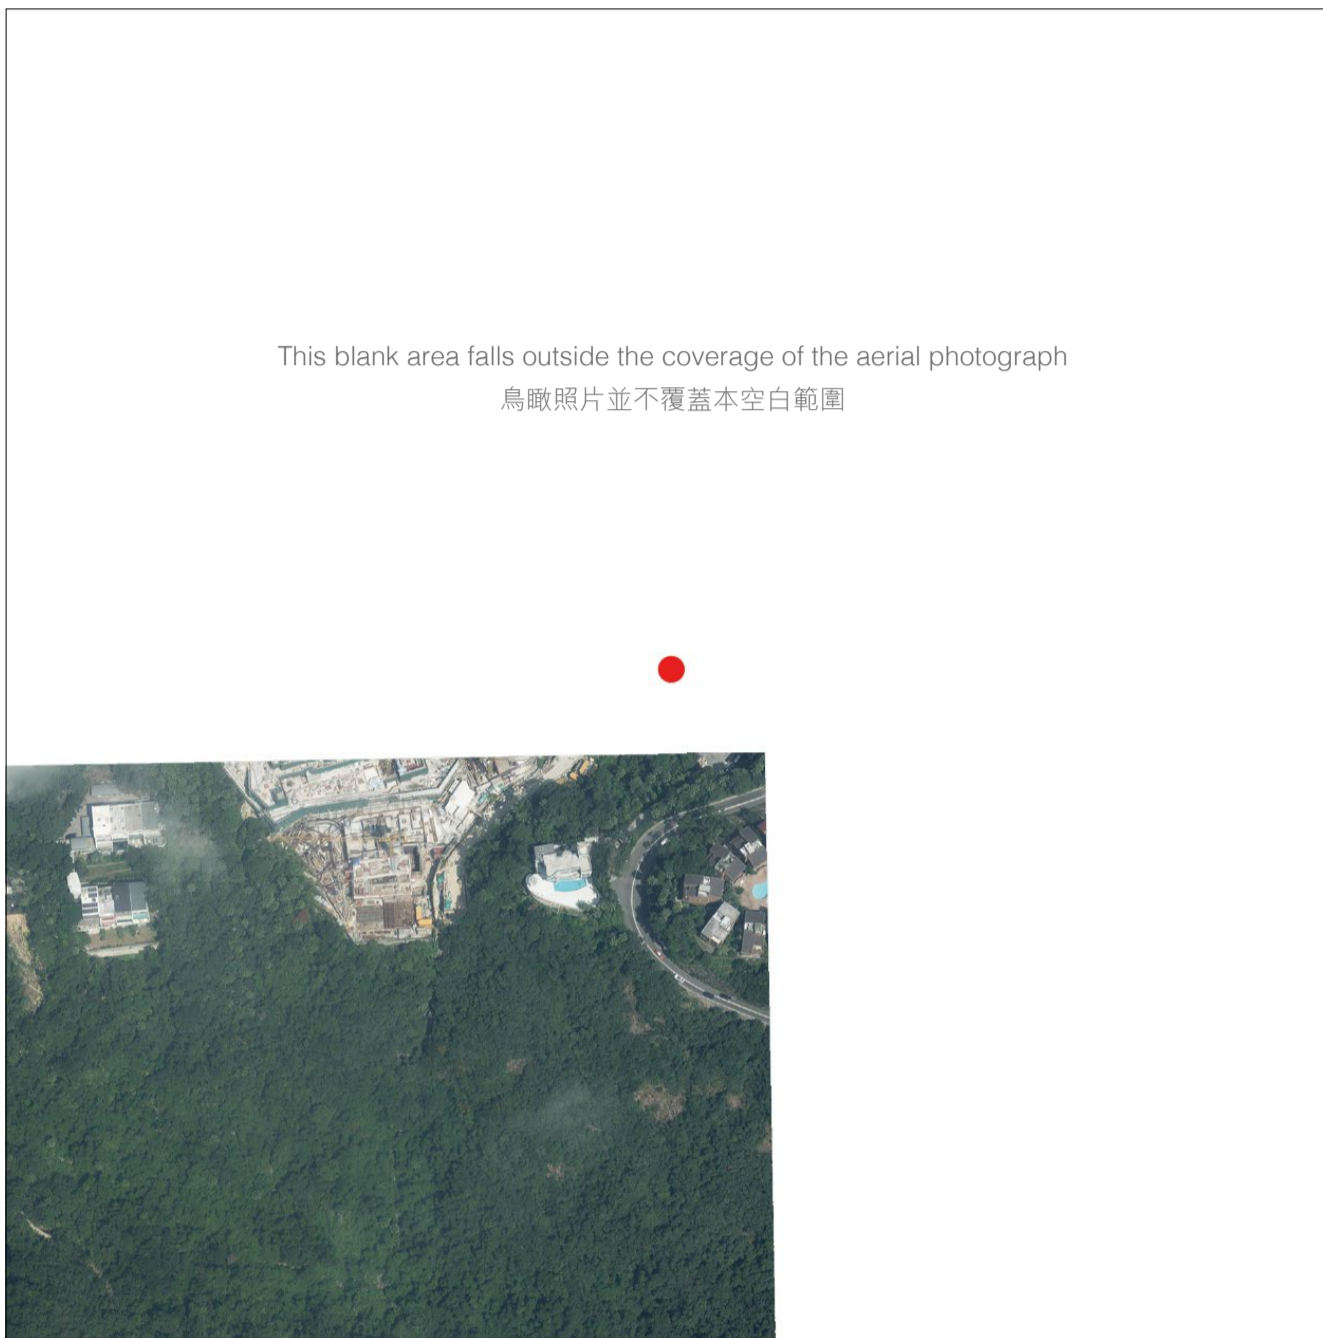 This blank area falls outside the coverage of the aerial photograph
鳥瞰照片並不覆蓋本空白範圍